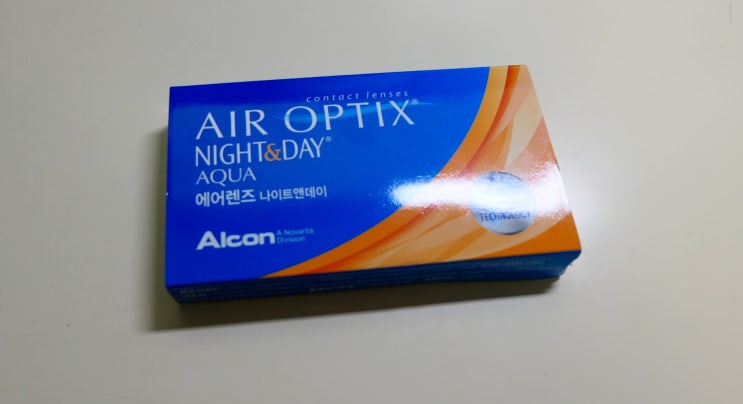 contact lenses
AIR OPTIX®
NIGHT&DAY®
AQUA
에어렌즈 나이트앤데이
Alcon
A Novartis
Division
TECHNOLOGY